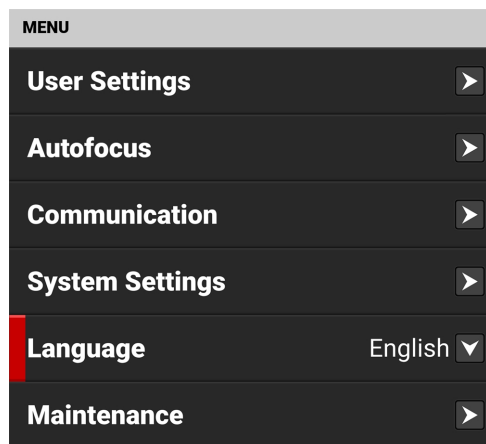 MENU
User Settings
Autofocus
Communication
System Settings
Language English
Maintenance